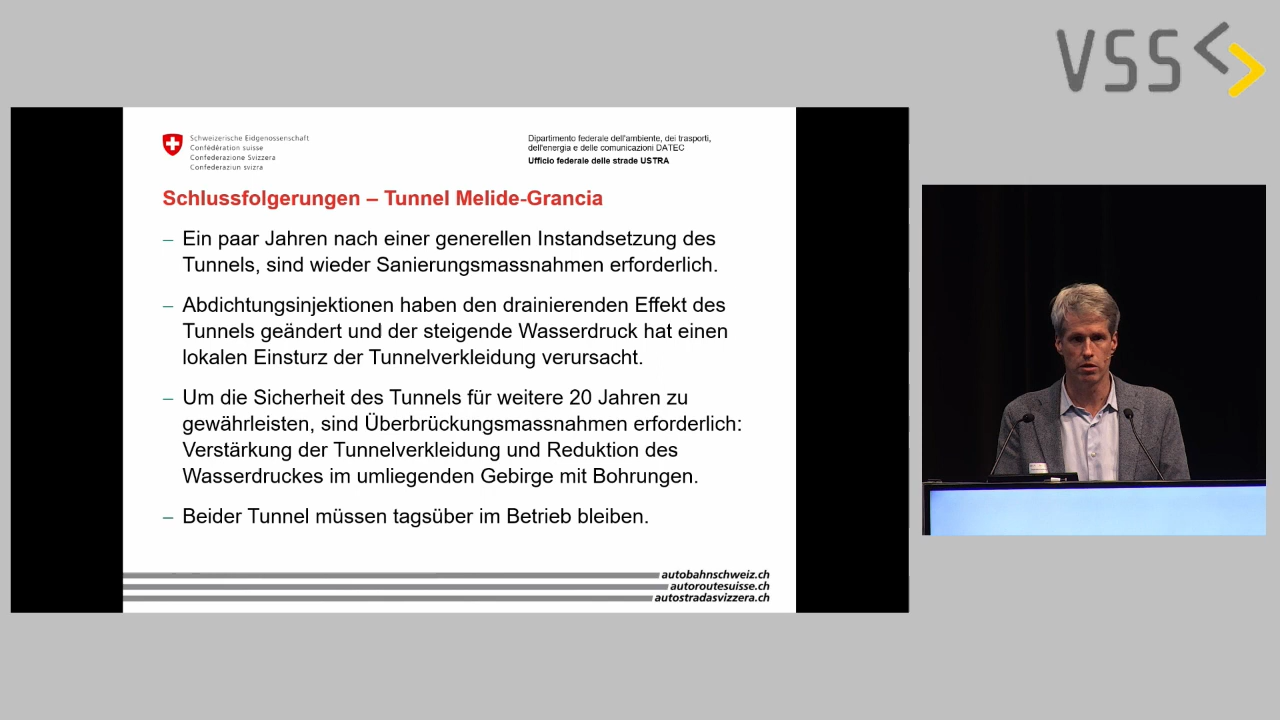 VSS
Schweizerische Eidgenossenschaft
Confédération suisse
Confederazione Svizzera
Confederaziun svizra
Dipartimento federale dell'ambiente, dei trasporti,
dell'energia e delle comunicazioni DATEC
Ufficio federale delle strade USTRA
Schlussfolgerungen – Tunnel Melide-Grancia
– Ein paar Jahren nach einer generellen Instandsetzung des
Tunnels, sind wieder Sanierungsmassnahmen erforderlich.
– Abdichtungsinjektionen haben den drainierenden Effekt des
Tunnels geändert und der steigende Wasserdruck hat einen
lokalen Einsturz der Tunnelverkleidung verursacht.
– Um die Sicherheit des Tunnels für weitere 20 Jahren zu
gewährleisten, sind Überbrückungsmassnahmen erforderlich:
Verstärkung der Tunnelverkleidung und Reduktion des
Wasserdruckes im umliegenden Gebirge mit Bohrungen.
– Beider Tunnel müssen tagsüber im Betrieb bleiben.
autobahnschweiz.ch
autoroutesuisse.ch
autostradasvizzera.ch